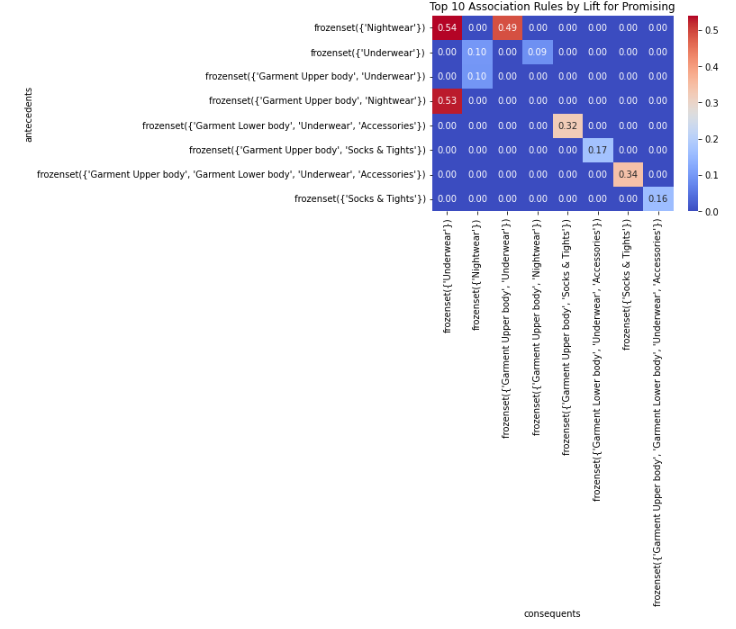 Top 10 Association Rules by Lift for Promising
antecedents
frozenset({'Nightwear'}) 0.54 0.00 0.49 0.00 0.00 0.00 0.00 0.00
frozenset({'Underwear'}) 0.00 0.10 0.00 0.09 0.00 0.00 0.00 0.00
frozenset({'Garment Upper body', 'Underwear'}) 0.00 0.10 0.00 0.00 0.00 0.00 0.00 0.00
frozenset({'Garment Upper body', 'Nightwear'}) 0.53 0.00 0.00 0.00 0.00 0.00 0.00 0.00
frozenset({'Garment Lower body', 'Underwear', 'Accessories'}) 0.00 0.00 0.00 0.00 0.32 0.00 0.00 0.00
frozenset({'Garment Upper body', 'Socks & Tights'}) 0.00 0.00 0.00 0.00 0.00 0.17 0.00 0.00
frozenset({'Garment Upper body', 'Garment Lower body', 'Underwear', 'Accessories'}) 0.00 0.00 0.00 0.00 0.00 0.00 0.34 0.00
frozenset({'Socks & Tights'}) 0.00 0.00 0.00 0.00 0.00 0.00 0.00 0.16
frozenset({'Underwear'})
frozenset({'Nightwear'})
frozenset({'Garment Upper body', 'Underwear'})
frozenset({'Garment Upper body', 'Nightwear'})
frozenset({'Garment Upper body', 'Socks & Tights'})
frozenset({'Garment Lower body', 'Underwear', 'Accessories'})
frozenset({'Socks & Tights'})
frozenset({'Garment Upper body', 'Garment Lower body', 'Underwear', 'Accessories'})
consequents
0.5
0.4
0.3
0.2
0.1
0.0